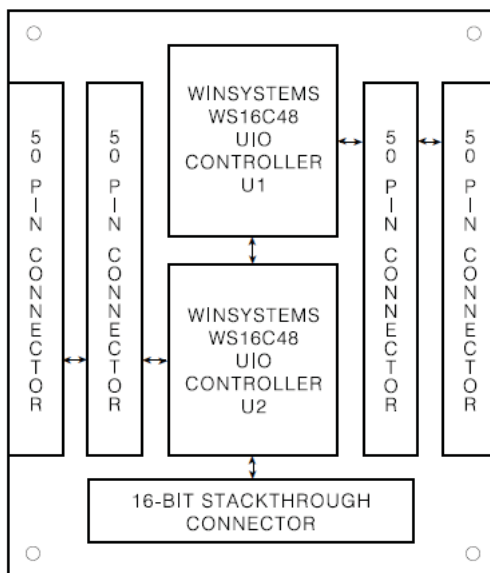 50 PIN CONNECTOR
50 PIN CONNECTOR
WINSYSTEMS
WS16C48
UIO
CONTROLLER
U1
WINSYSTEMS
WS16C48
UIO
CONTROLLER
U2
50 PIN CONNECTOR
50 PIN CONNECTOR
16-BIT STACKTHROUGH
CONNECTOR